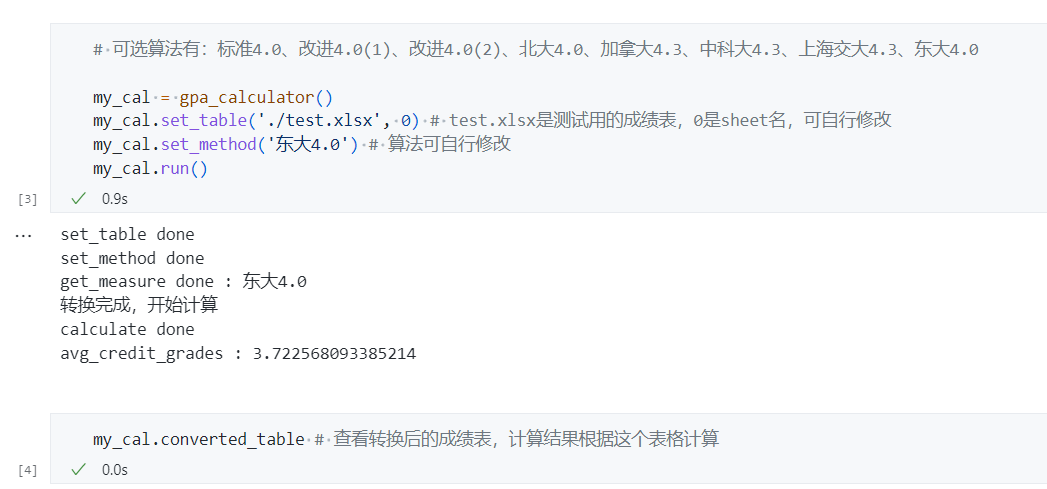 # 可选算法有：标准4.0、改进4.0(1)、改进4.0(2)、北大4.0、加拿大4.3、中科大4.3、上海交大4.3、东大4.0
my_cal = gpa_calculator()
my_cal.set_table('./test.xlsx', 0) # test.xlsx是测试用的成绩表，0是sheet名，可自行修改
my_cal.set_method('东大4.0') # 算法可自行修改
my_cal.run()
[3]
0.9s
...
set_table done
set_method done
get_measure done : 东大4.0
转换完成，开始计算
calculate done
avg_credit_grades : 3.722568093385214
my_cal.converted_table # 查看转换后的成绩表，计算结果根据这个表格计算
[4]
0.0s